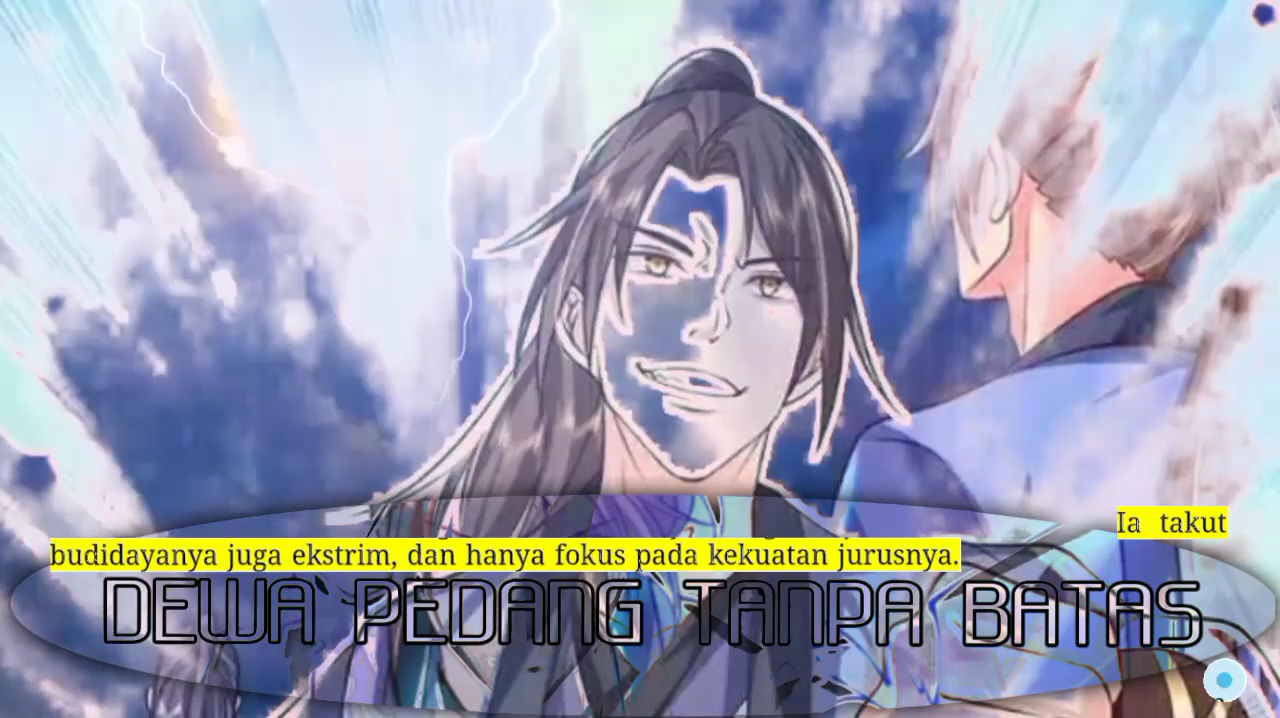 Ia takut
budidayanya juga ekstrim, dan hanya fokus pada kekuatan jurusnya.
DEWA PEDANG TANPA BATAS